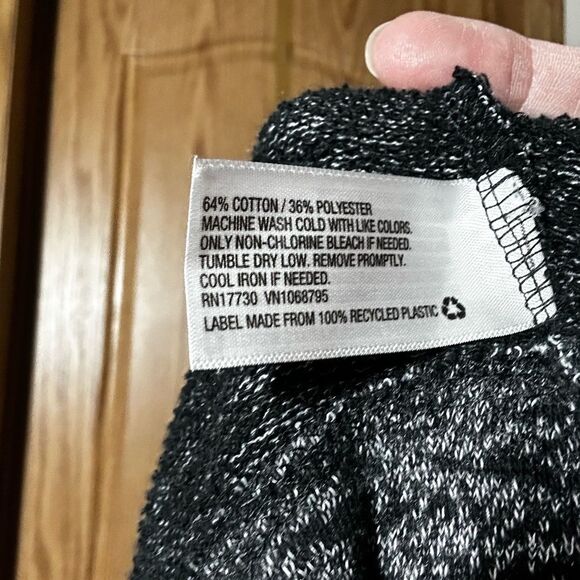 64% COTTON / 36% POLYESTER
MACHINE WASH COLD WITH LIKE COLORS.
ONLY NON-CHLORINE BLEACH IF NEEDED.
TUMBLE DRY LOW. REMOVE PROMPTLY.
COOL IRON IF NEEDED.
RN17730 VN1068795
LABEL MADE FROM 100% RECYCLED PLASTIC